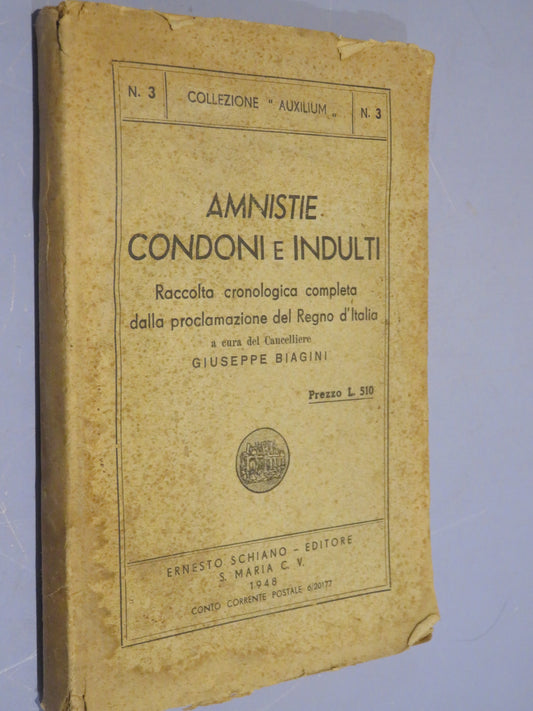 N. 3 COLLEZIONE " AUXILIUM „ N. 3
AMNISTIE
CONDONI E INDULTI
Raccolta cronologica completa
dalla proclamazione del Regno d'Italia
a cura del Cancelliere
GIUSEPPE BIAGINI
Prezzo L. 510
ERNESTO SCHIANO - EDITORE
S. MARIA C. V.
1948
CONTO CORRENTE POSTALE 6/20177